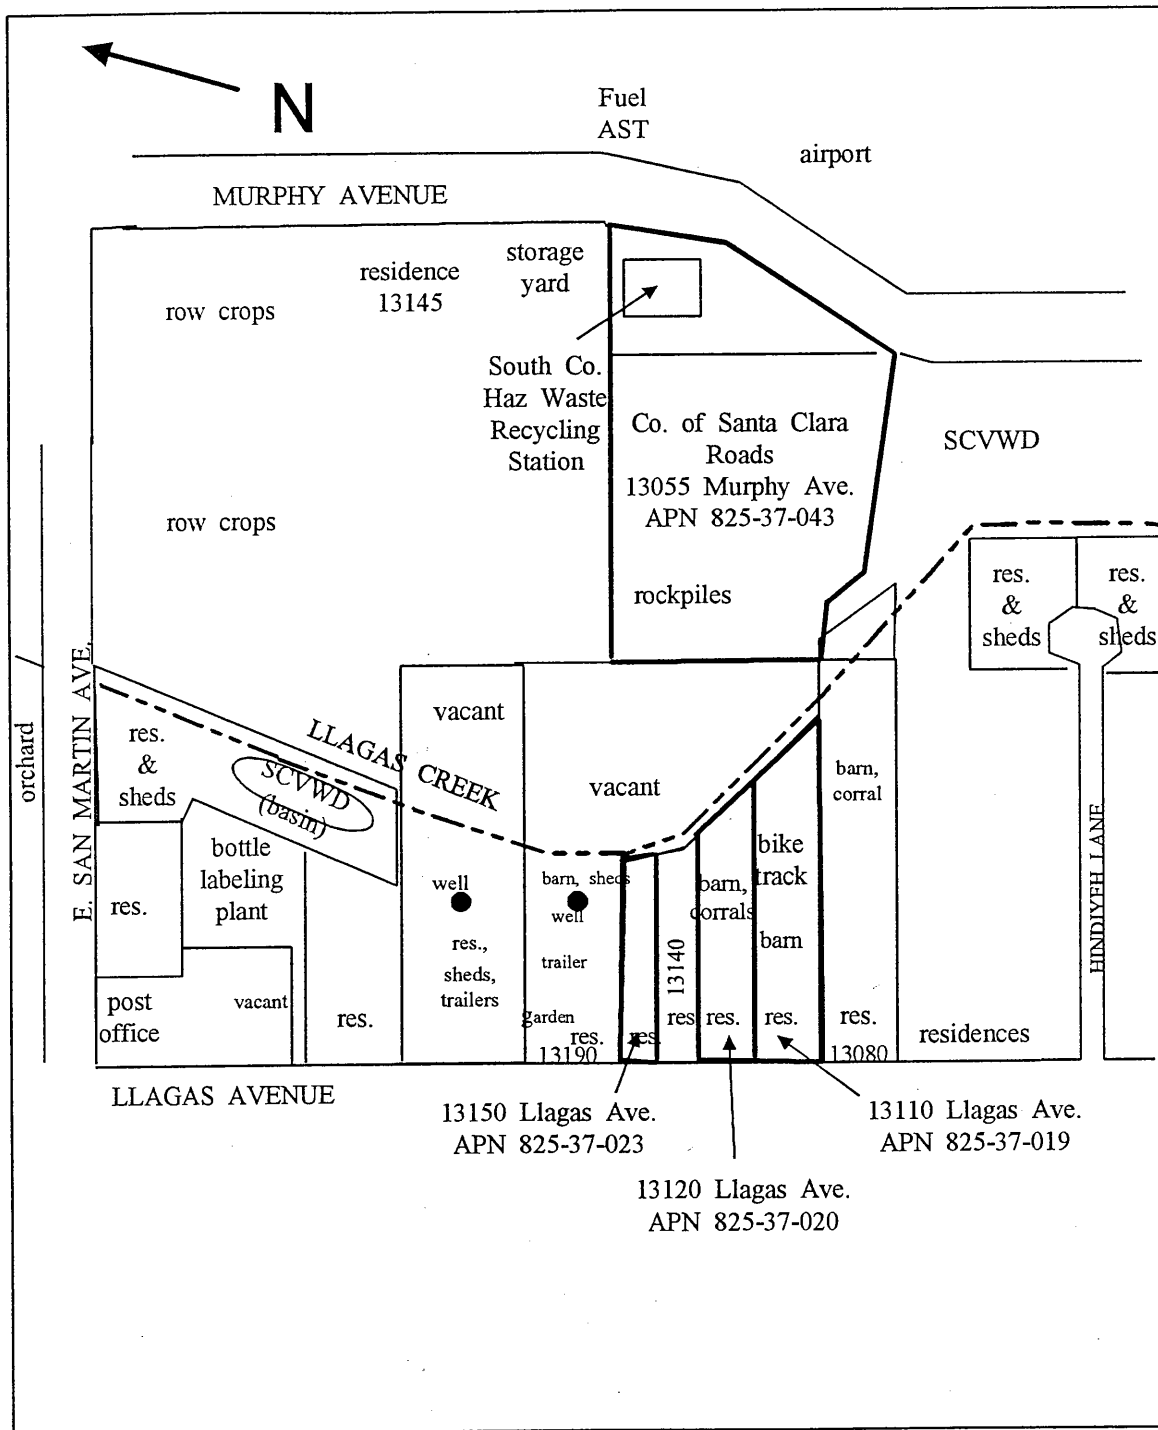 N
Fuel
AST
airport
MURPHY AVENUE
storage
yard
residence
13145
row crops
South Co.
Haz Waste
Recycling
Station
Co. of Santa Clara
Roads
13055 Murphy Ave.
APN 825-37-043
SCVWD
row crops
rockpiles
res.
&
sheds
res.
&
sheds
orchard
E. SAN MARTIN AVE.
res.
&
sheds
SCVWD
(basin)
LLAGAS CREEK
vacant
vacant
barn,
corral
HINDIYEH LANE
bottle
labeling
plant
res.
well
res.,
sheds,
trailers
barn, sheds
well
trailer
garden
res.
13190
res.
13140
res
barn,
corrals
res.
bike
track
barn
res.
res.
13080
residences
post
office
vacant
res.
LLAGAS AVENUE
13150 Llagas Ave.
APN 825-37-023
13110 Llagas Ave.
APN 825-37-019
13120 Llagas Ave.
APN 825-37-020